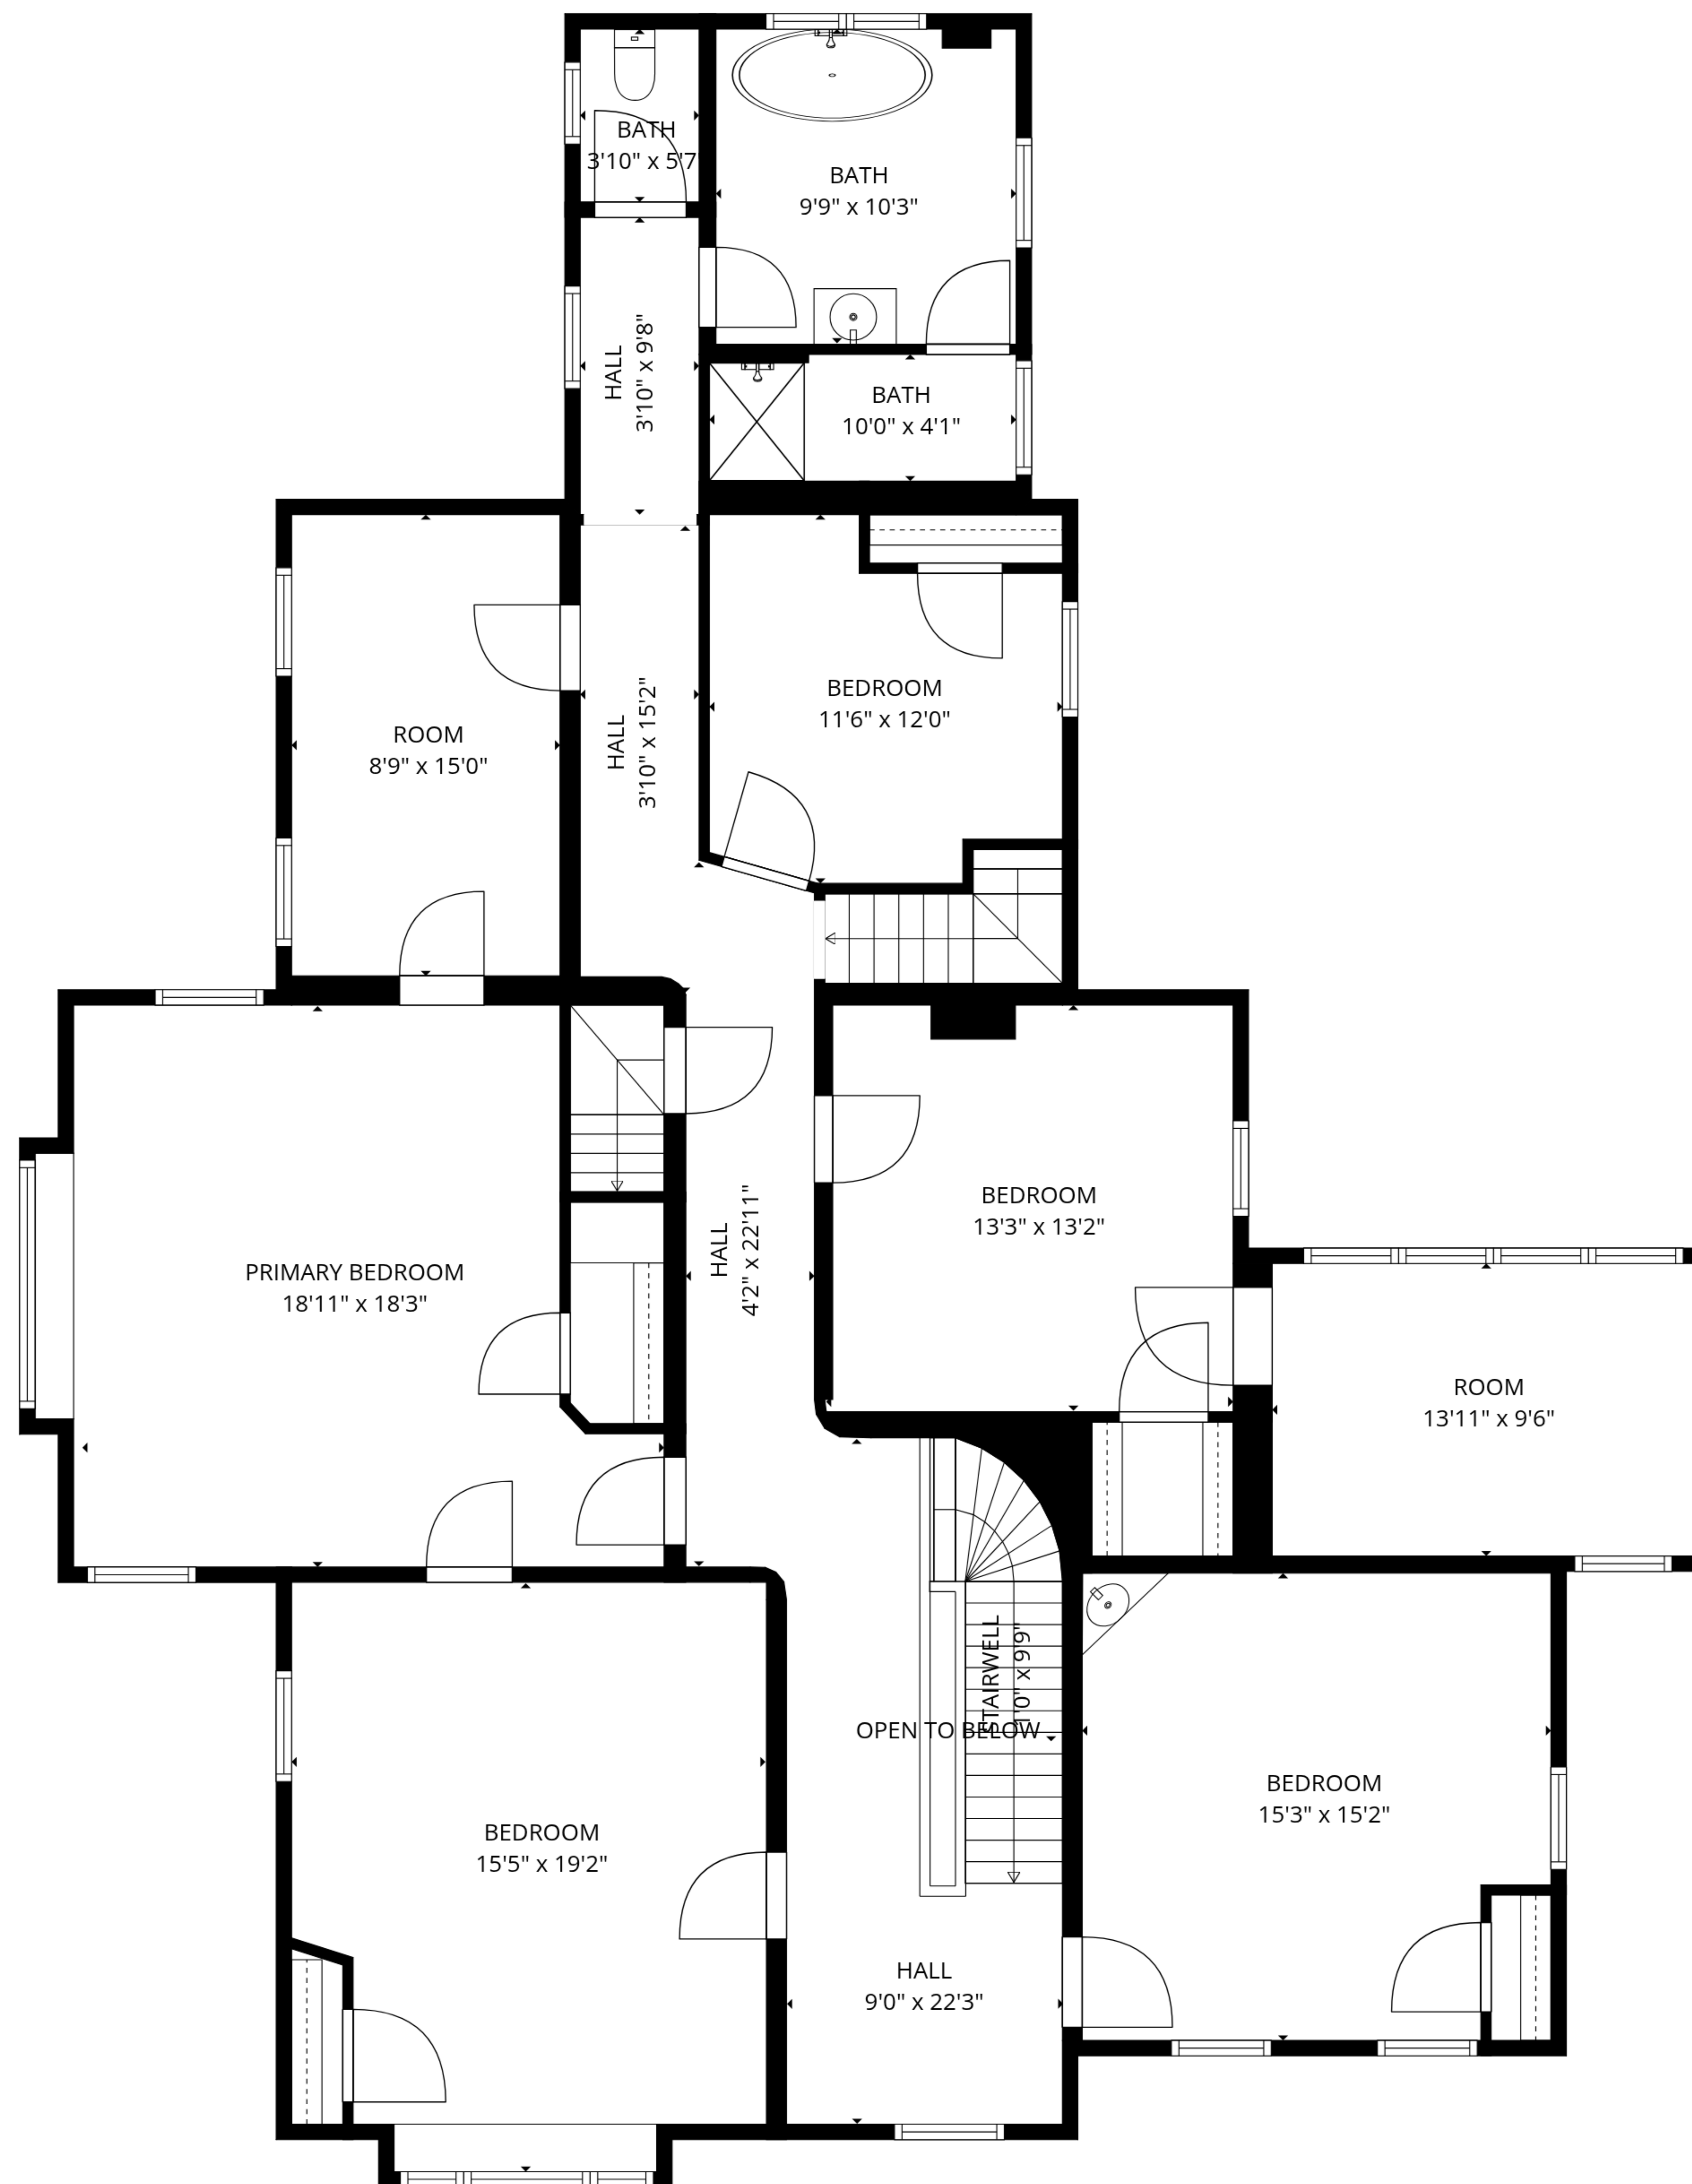 BATH
3'10" x 5'7
BATH
9'9" x 10'3"
HALL
3'10" x 9'8"
BATH
10'0" x 4'1"
BEDROOM
11'6" x 12'0"
HALL
3'10" x 15'2"
ROOM
8'9" x 15'0"
BEDROOM
13'3" x 13'2"
HALL
4'2" x 22'11"
PRIMARY BEDROOM
18'11" x 18'3"
ROOM
13'11" x 9'6"
STAIRWELL
x 9'9"
OPEN TO BELOW
BEDROOM
15'3" x 15'2"
BEDROOM
15'5" x 19'2"
HALL
9'0" x 22'3"